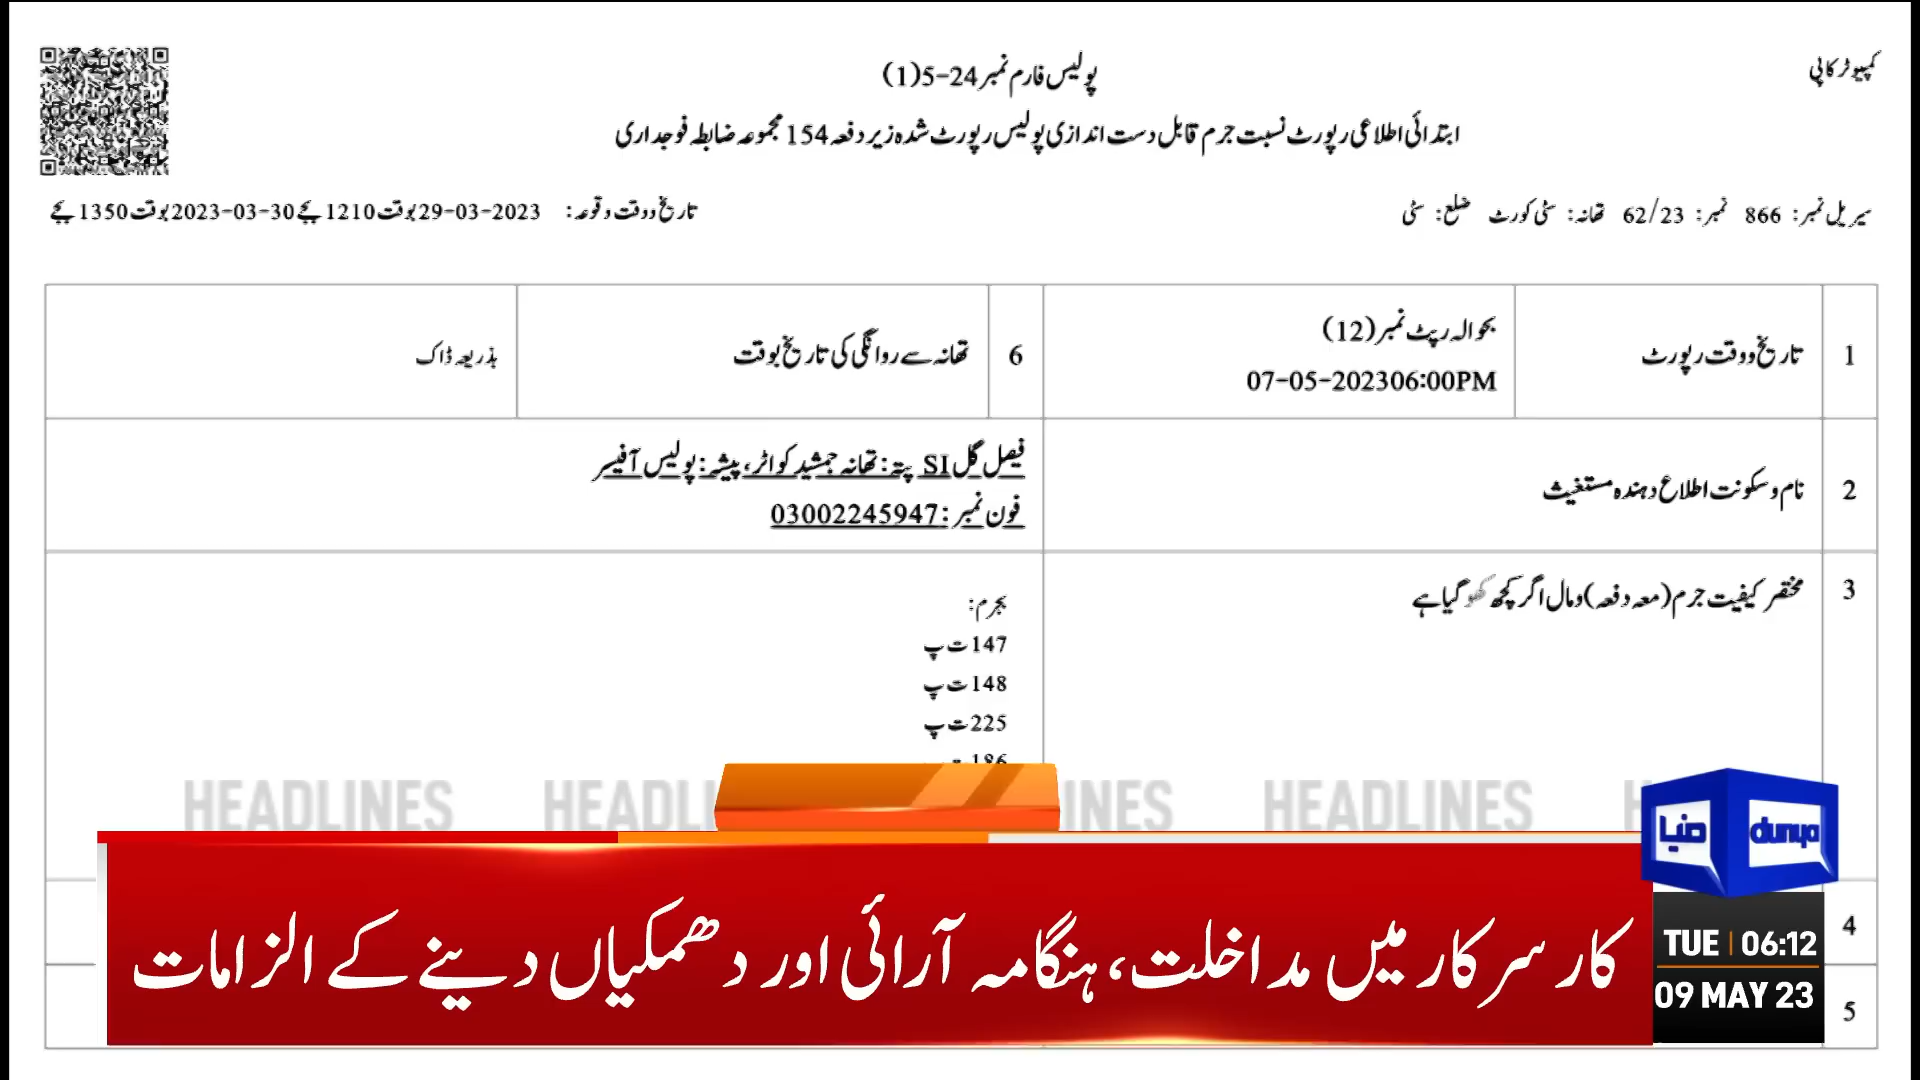 کمپیوٹر کاپی
پولیس فارم نمبر 24-5(1)
ابتدائی اطلاعی رپورٹ نسبت جرم قابل دست اندازی پولیس رپورٹ شدہ زیر دفعہ 154 مجموعہ ضابطہ فوجداری
سیریل نمبر: 866 نمبر: 62/23 تھانہ: سٹی کورٹ ضلع: سٹی
تاریخ ووقت وقوعہ: 29-03-2023 بوقت 1210 بجے 30-03-2023 بوقت 1350 بجے
1 تاریخ ووقت رپورٹ
بحوالہ رپٹ نمبر (12)
07-05-202306:00PM
6 تھانہ سے روانگی کی تاریخ بوقت
بذریعہ ڈاک
2 نام وسکونت اطلاع دہندہ مستغیث
فیصل گل SI پتہ: تھانہ جمشید کواٹر، پیشہ: پولیس آفیسر
فون نمبر: 03002245947
3 مختصر کیفیت جرم (معہ دفعہ) ومال اگر کچھ کھو گیا ہے
بجرم:
147 ت پ
148 ت پ
225 ت پ
4
5
HEADLINES HEADLINES HEADLINES
دنیا dunya
کار سرکار میں مداخلت، ہنگامہ آرائی اور دھمکیاں دینے کے الزامات
TUE 06:12
09 MAY 23